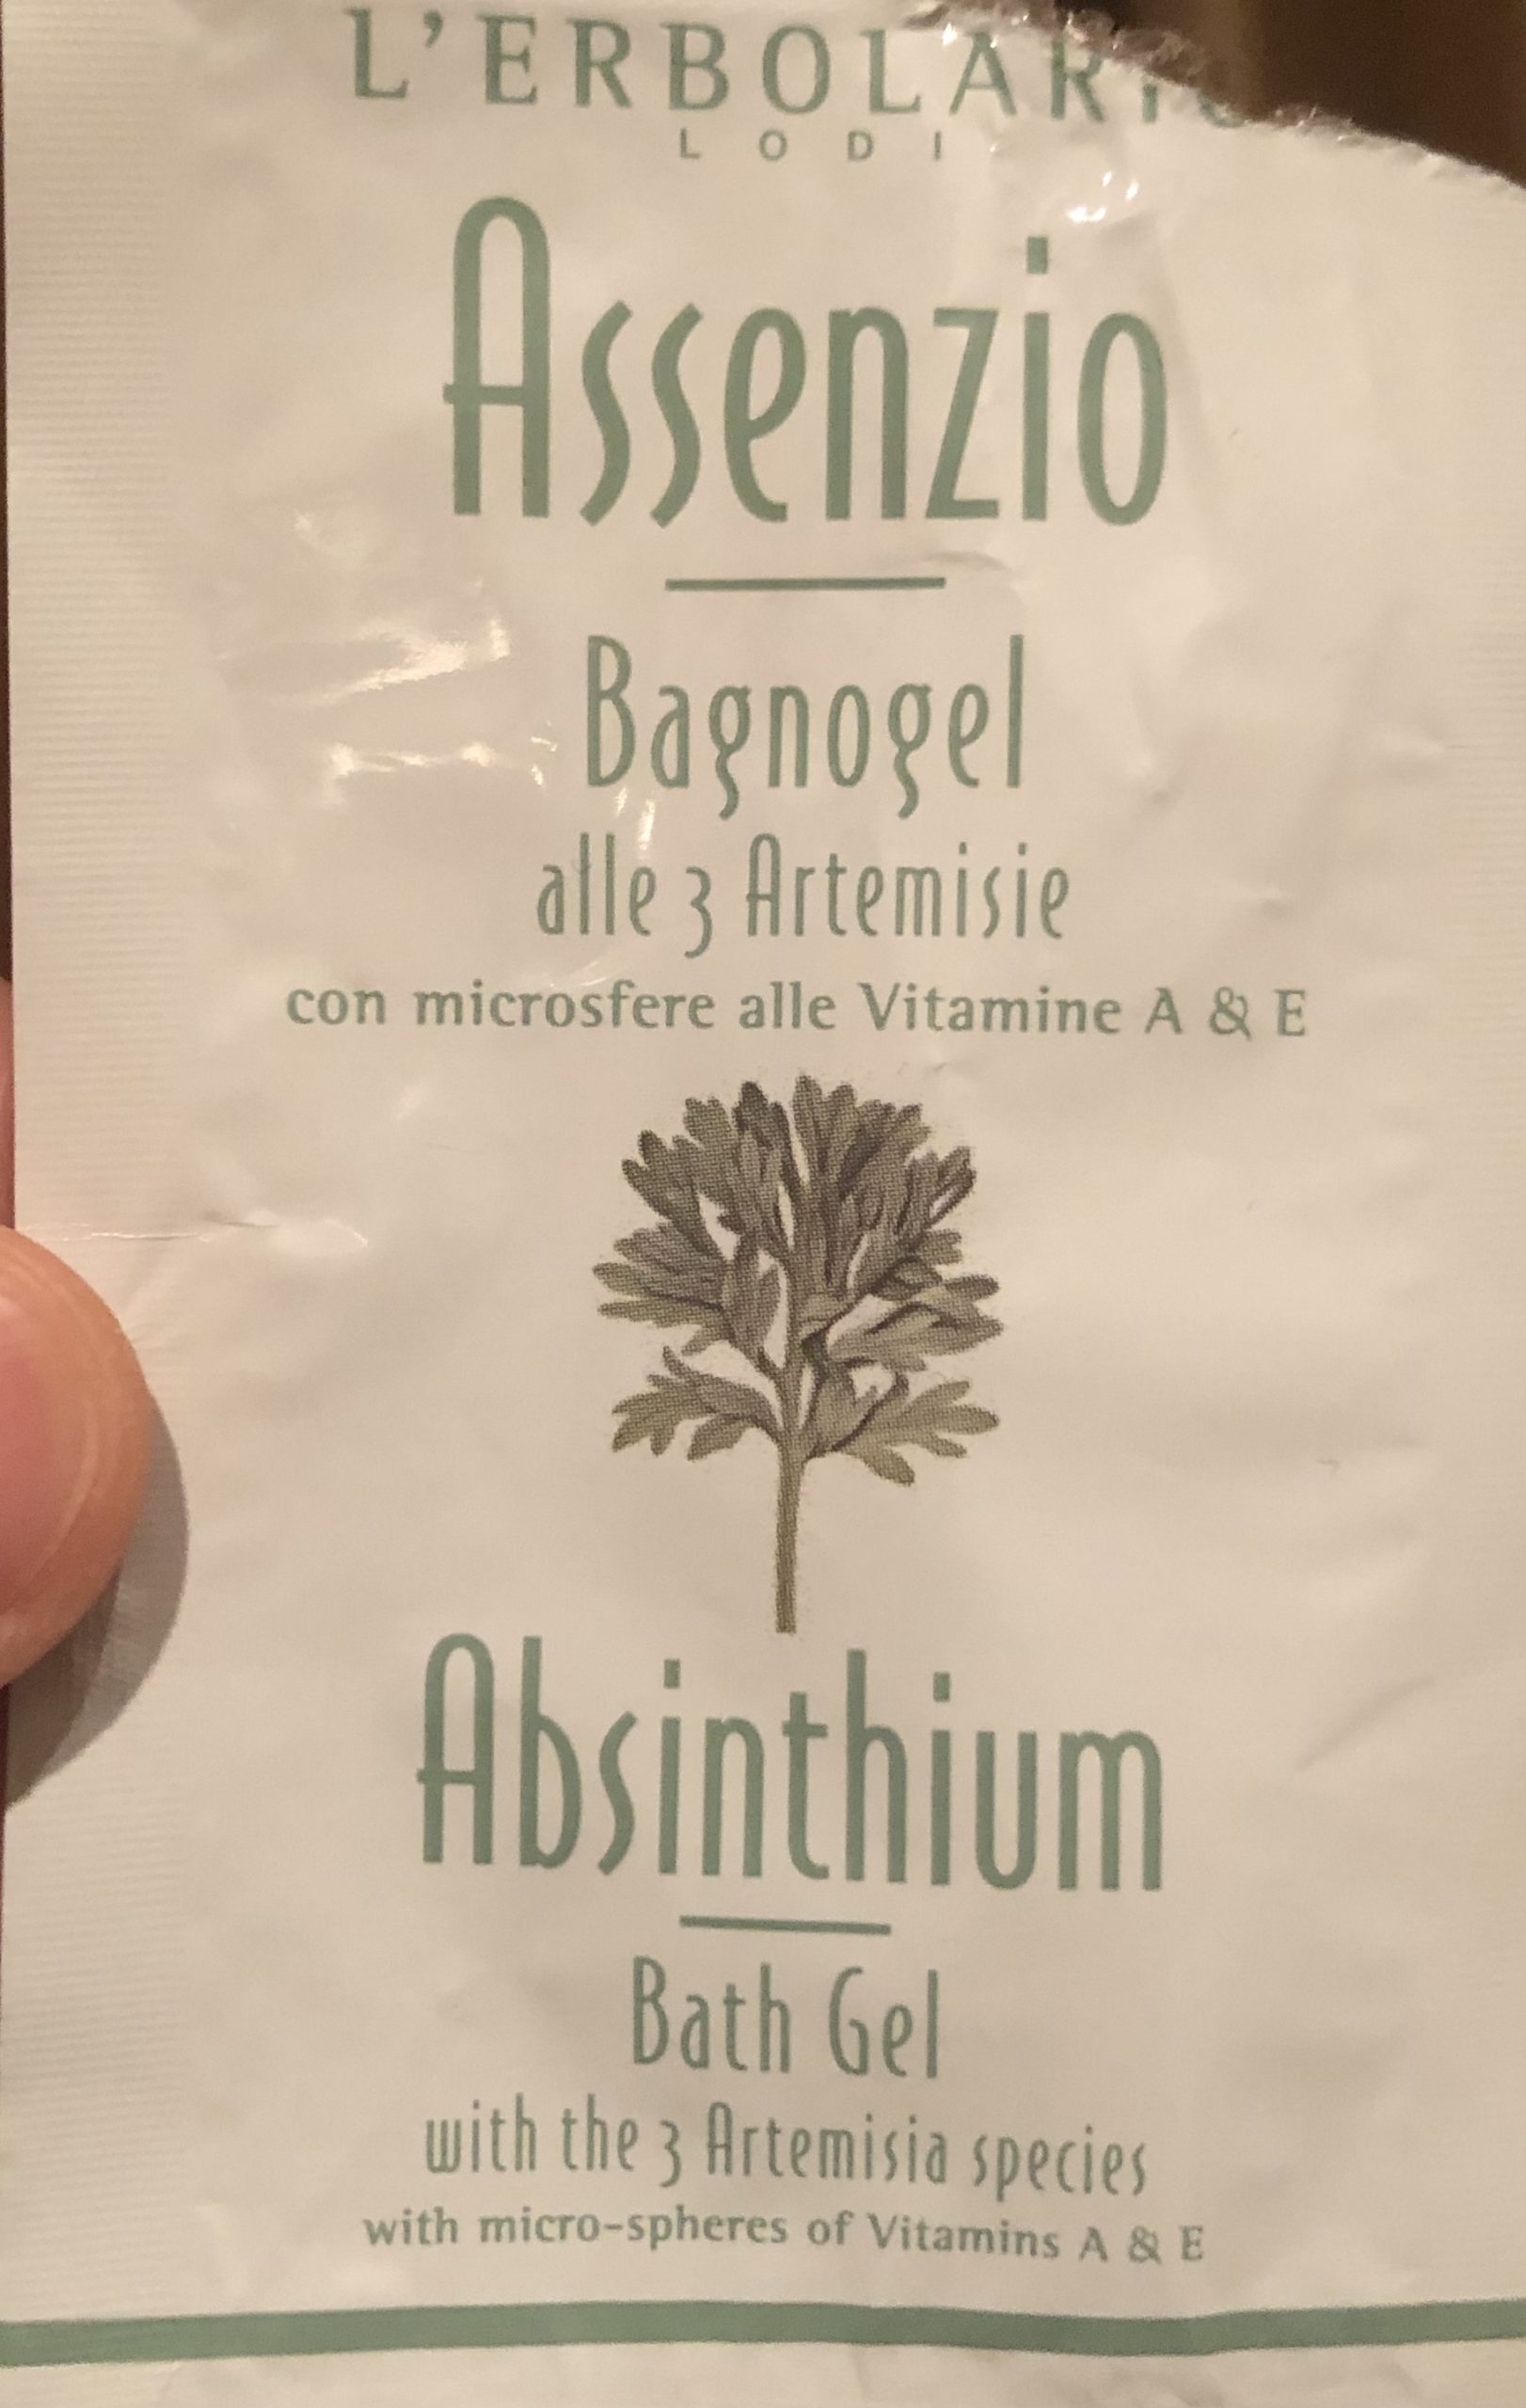 L'ERBOLARIO
LODI
Assenzio
Bagnogel
alle 3 Artemisie
con microsfere alle Vitamine A & E
Absinthium
Bath Gel
with the 3 Artemisia species
with micro-spheres of Vitamins A & E